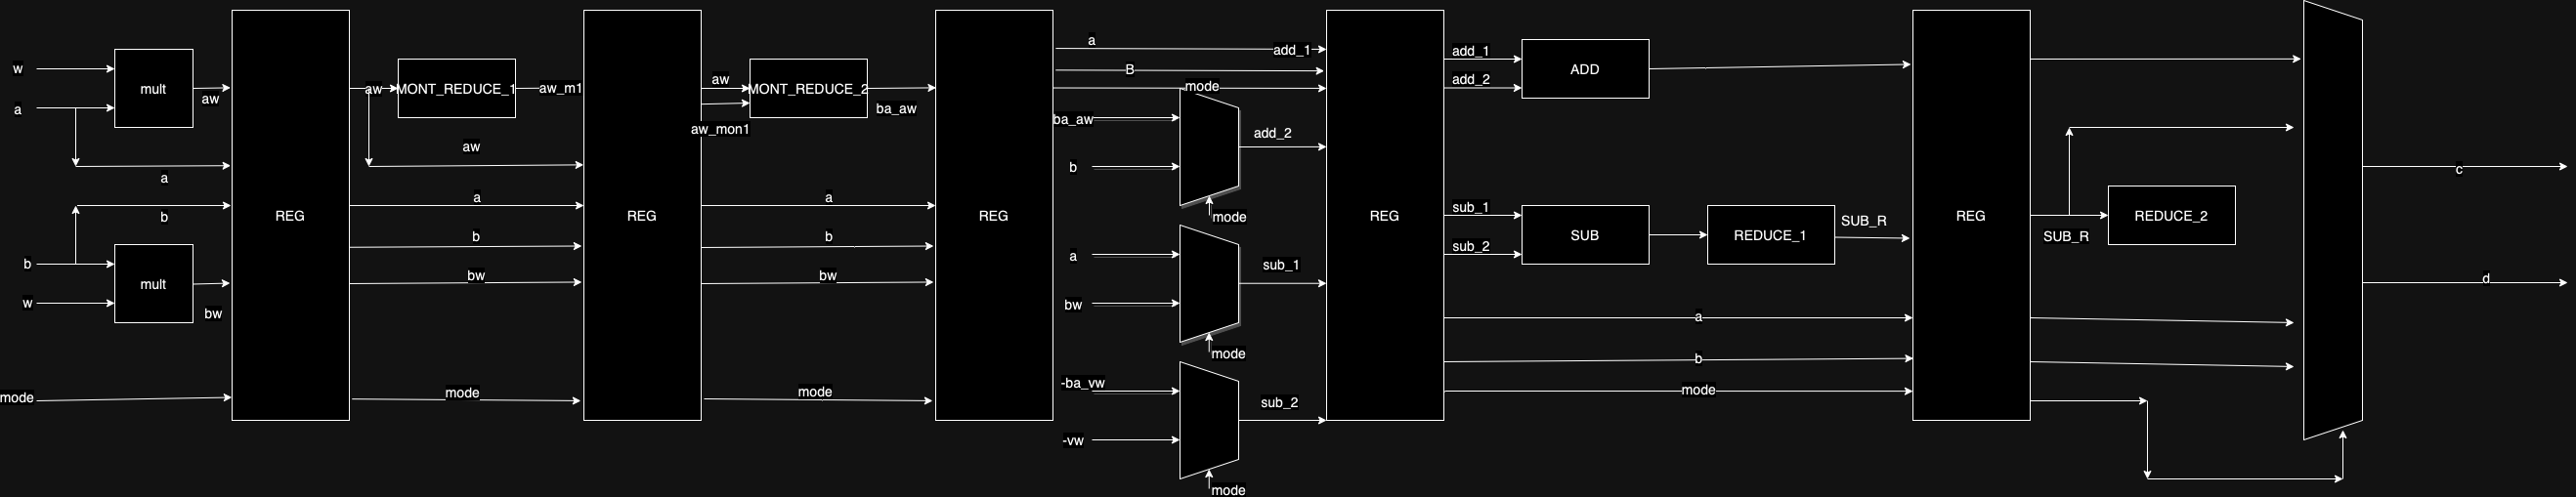 w
a
mult
aw
a
b
b
w
mult
bw
mode
REG
aw
MONT_REDUCE_1
aw_m1
aw
a
b
bw
mode
REG
aw
aw_mon1
MONT_REDUCE_2
ba_aw
a
b
bw
mode
REG
a
add_1
B
mode
ba_aw
b
add_2
mode
a
bw
sub_1
mode
-ba_vw
-vw
sub_2
mode
REG
add_1
add_2
ADD
sub_1
sub_2
SUB
REDUCE_1
SUB_R
a
b
mode
REG
SUB_R
REDUCE_2
c
d